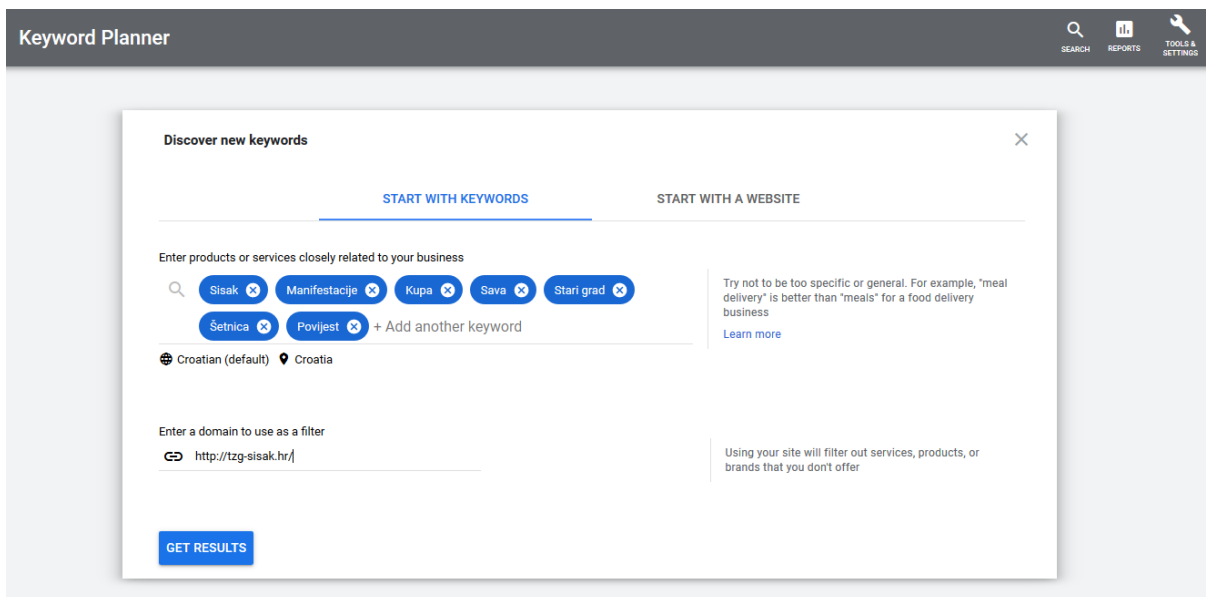 Keyword Planner
SEARCH
REPORTS
TOOLS &
SETTINGS
Discover new keywords
START WITH KEYWORDS
START WITH A WEBSITE
Enter products or services closely related to your business
Sisak
Manifestacije
Kupa
Sava
Stari grad
Šetnica
Povijest
+ Add another keyword
Try not to be too specific or general. For example, "meal
delivery" is better than "meals" for a food delivery
business
Learn more
Croatian (default)
Croatia
Enter a domain to use as a filter
http://tzg-sisak.hr/
Using your site will filter out services, products, or
brands that you don't offer
GET RESULTS